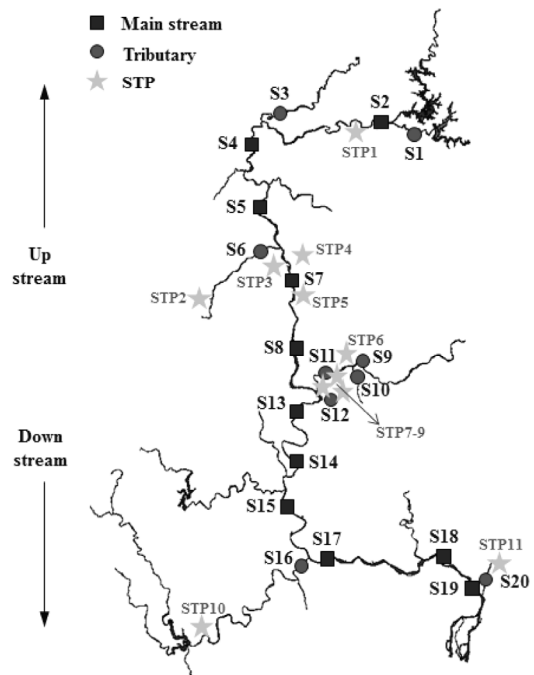 Main stream
Tributary
STP
S3
S2
S4
STP1
S1
S5
S6
STP4
Up
stream
STP3
S7
STP2
STP5
S8
STP6
S11
S9
S10
S13
S12
STP7-9
Down
stream
S14
S15
S17
S18
S16
STP11
S19
S20
STP10